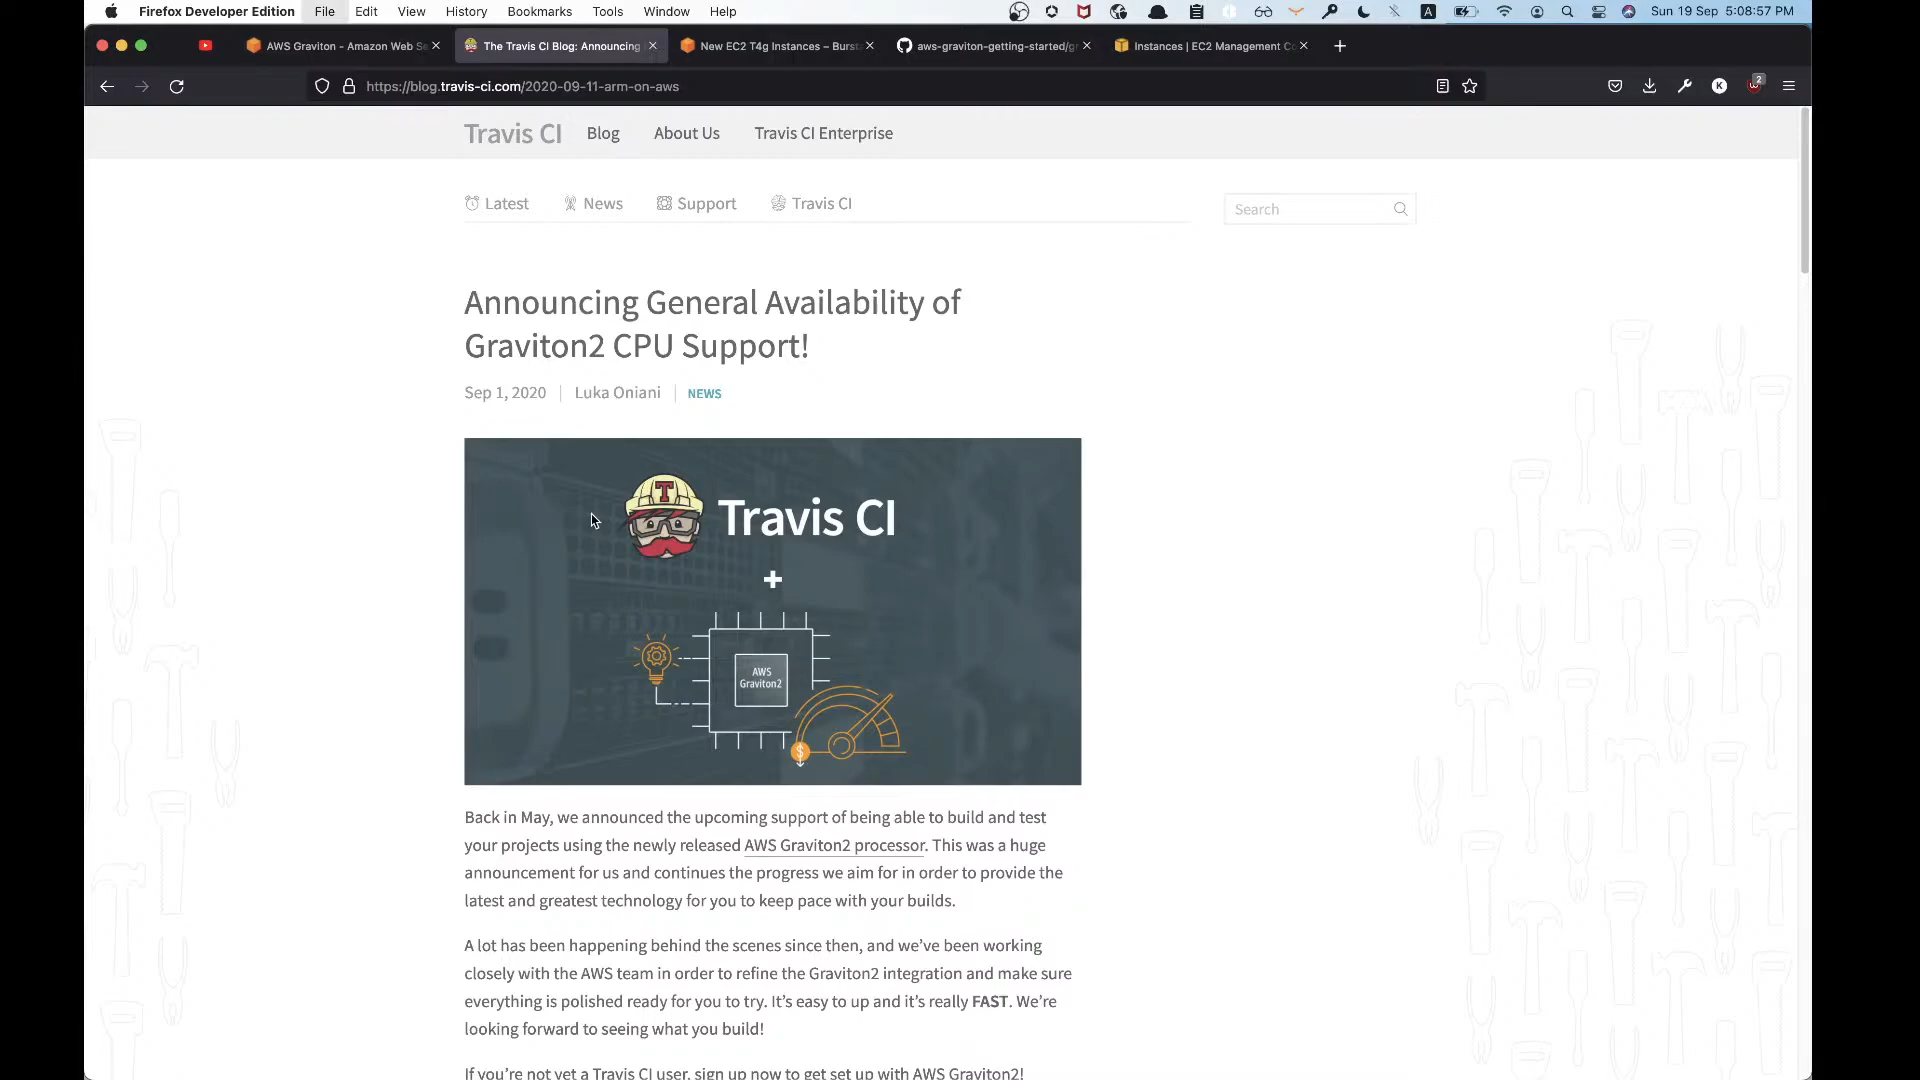 Firefox Developer Edition File Edit View History Bookmarks Tools Window Help A Sun 19 Sep 5:08:57 PM
AWS Graviton - Amazon Web Se The Travis CI Blog: Announcing New EC2 T4g Instances – Burst aws-graviton-getting-started/gr Instances | EC2 Management Co
https://blog.travis-ci.com/2020-09-11-arm-on-aws K 2
Travis CI Blog About Us Travis CI Enterprise
Latest News Support Travis CI Search
Announcing General Availability of
Graviton2 CPU Support!
Sep 1, 2020 | Luka Oniani | NEWS
T Travis CI
+
AWS
Graviton2
$
Back in May, we announced the upcoming support of being able to build and test
your projects using the newly released AWS Graviton2 processor. This was a huge
announcement for us and continues the progress we aim for in order to provide the
latest and greatest technology for you to keep pace with your builds.
A lot has been happening behind the scenes since then, and we’ve been working
closely with the AWS team in order to refine the Graviton2 integration and make sure
everything is polished ready for you to try. It’s easy to up and it’s really FAST. We’re
looking forward to seeing what you build!
If you’re not yet a Travis CI user, sign up now to get set up with AWS Graviton2!